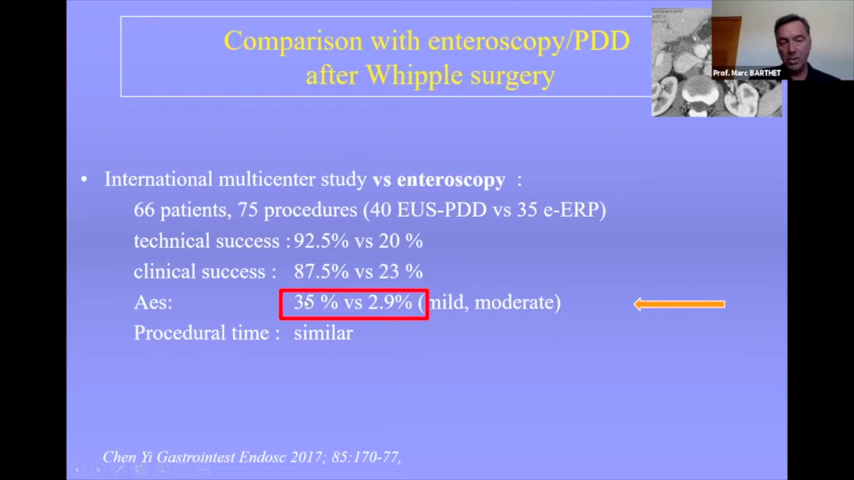 Comparison with enteroscopy/PDD
after Whipple surgery
Prof. Marc BARTHET
• International multicenter study vs enteroscopy :
66 patients, 75 procedures (40 EUS-PDD vs 35 e-ERP)
technical success : 92.5% vs 20 %
clinical success : 87.5% vs 23 %
Aes: 35 % vs 2.9% (mild, moderate)
Procedural time : similar
Chen Yi Gastrointest Endosc 2017; 85:170-77,